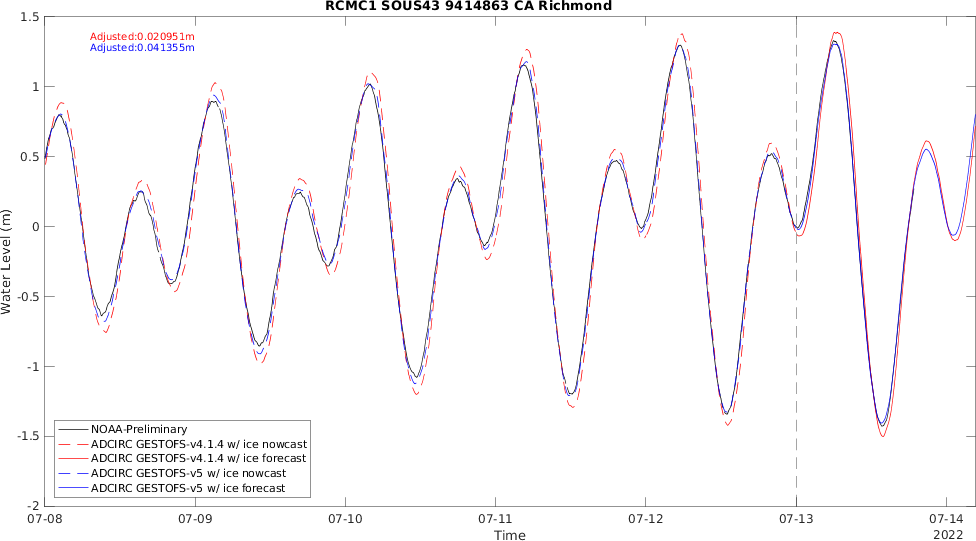 RCMC1 SOUS43 9414863 CA Richmond
Adjusted:0.020951m
Adjusted:0.041355m
1.5
1
0.5
0
-0.5
-1
-1.5
-2
Water Level (m)
NOAA-Preliminary
ADCIRC GESTOFS-v4.1.4 w/ ice nowcast
ADCIRC GESTOFS-v4.1.4 w/ ice forecast
ADCIRC GESTOFS-v5 w/ ice nowcast
ADCIRC GESTOFS-v5 w/ ice forecast
07-08 07-09 07-10 07-11 07-12 07-13 07-14
Time
2022